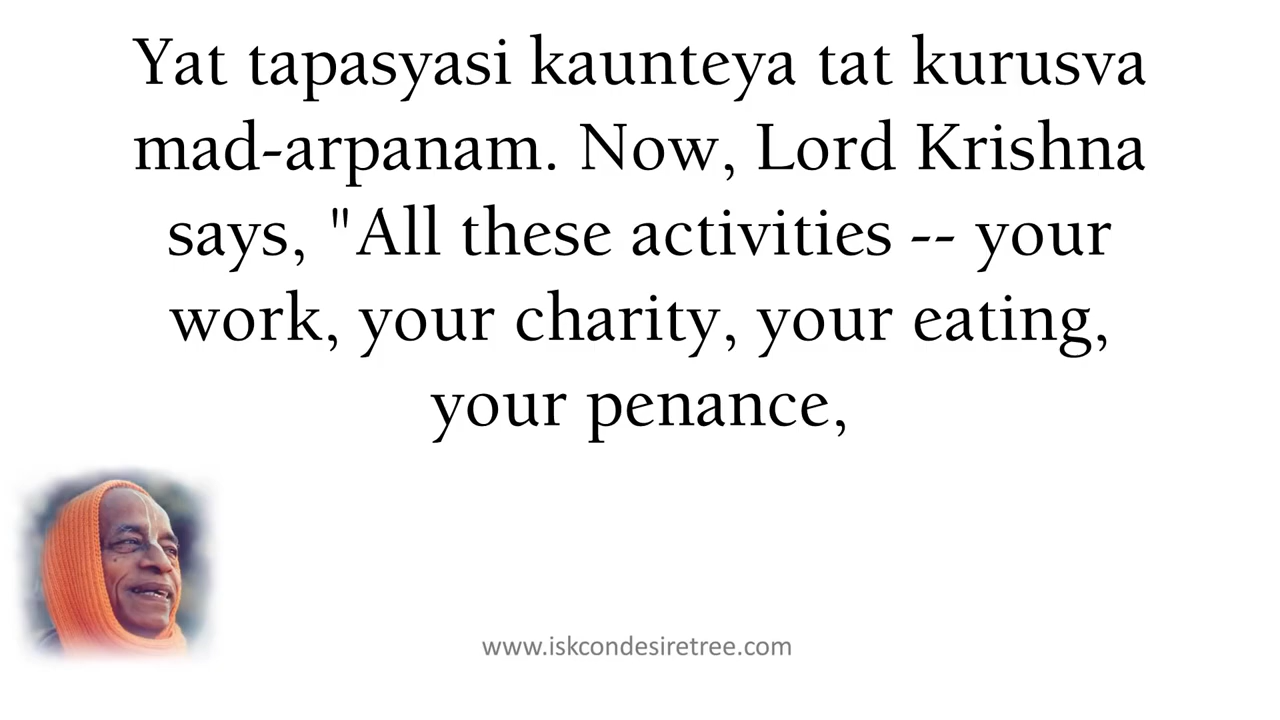 Yat tapasyasi kaunteya tat kurusva
mad-arpanam. Now, Lord Krishna
says, "All these activities -- your
work, your charity, your eating,
your penance,
www.iskcondesiretree.com